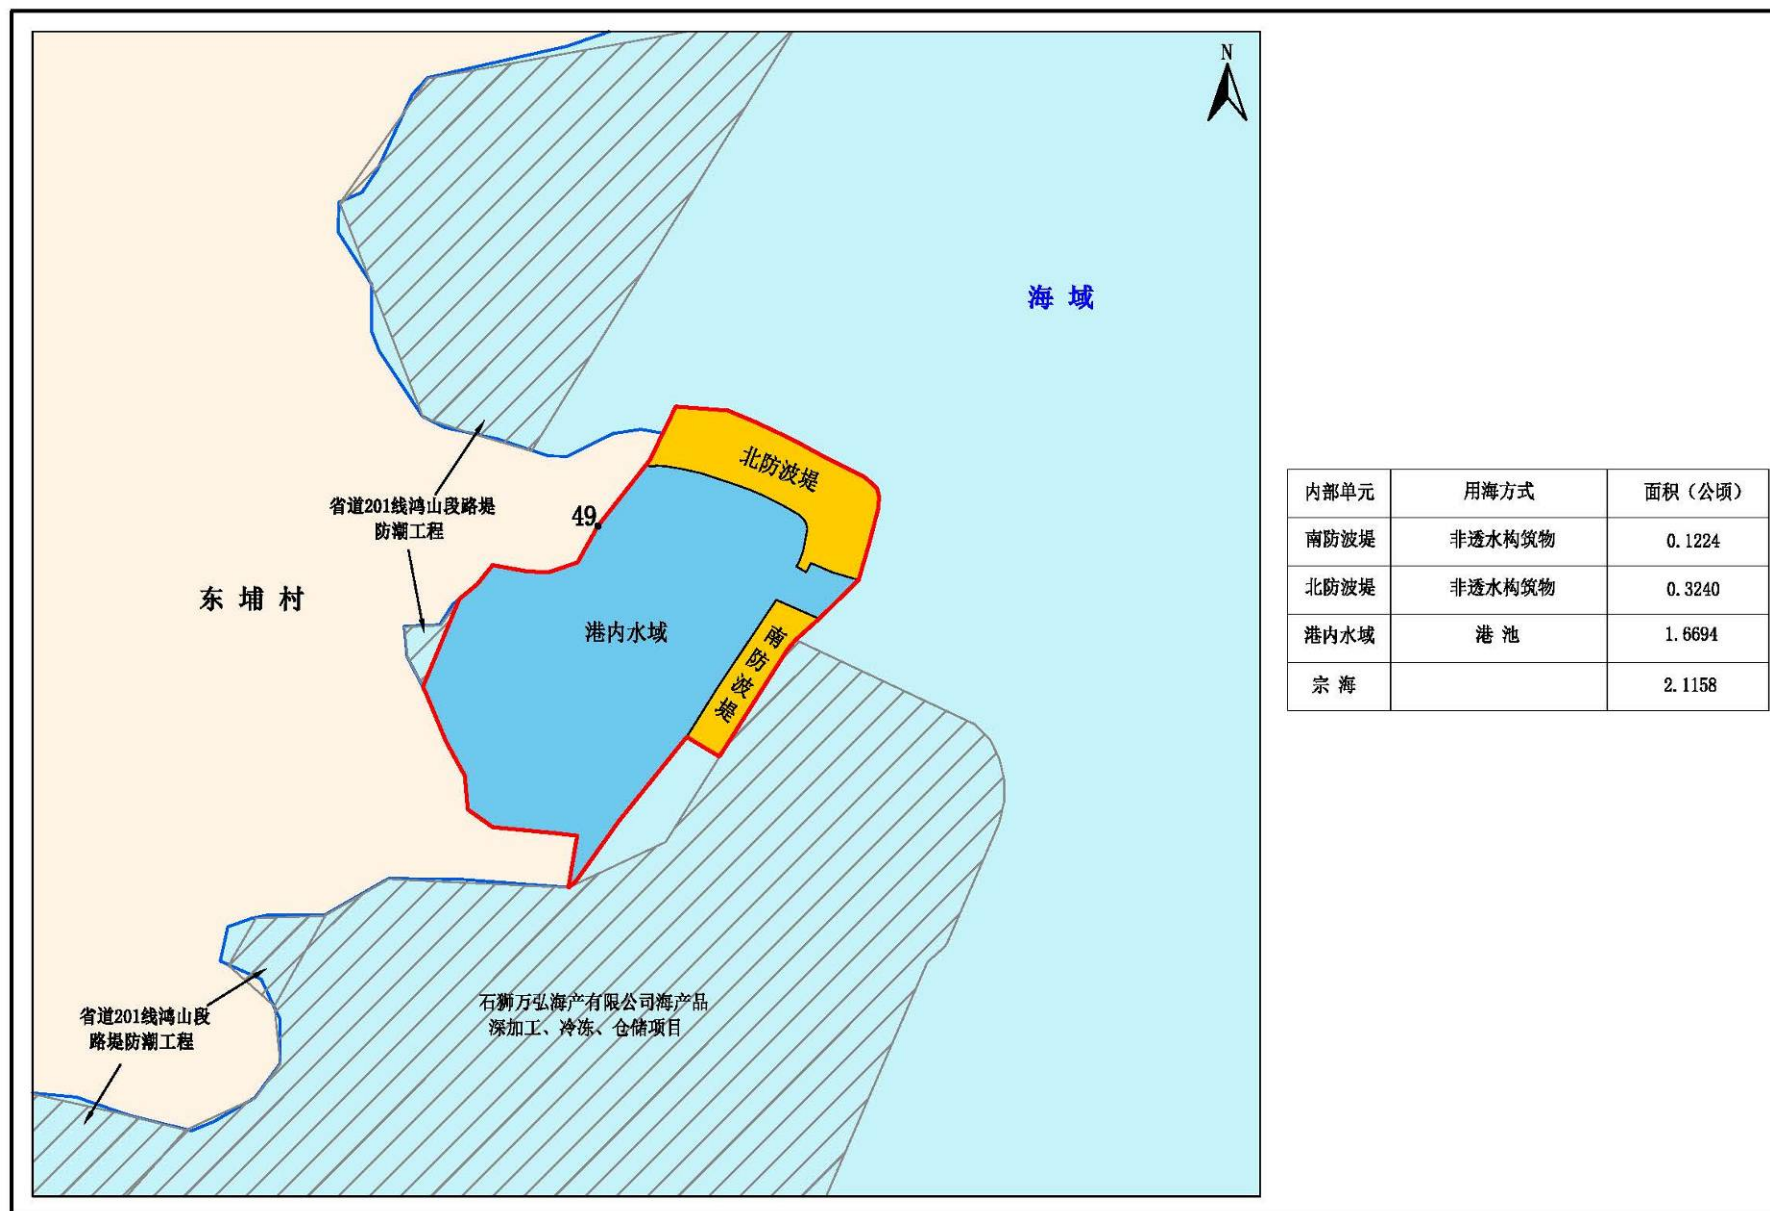 N
海 域
北防波堤
省道201线鸿山段路堤
防潮工程
49
东 埔 村
港内水域
南防波堤
石狮万弘海产有限公司海产品
深加工、冷冻、仓储项目
省道201线鸿山段
路堤防潮工程
内部单元 用海方式 面积（公顷）
南防波堤 非透水构筑物 0.1224
北防波堤 非透水构筑物 0.3240
港内水域 港 池 1.6694
宗 海 2.1158